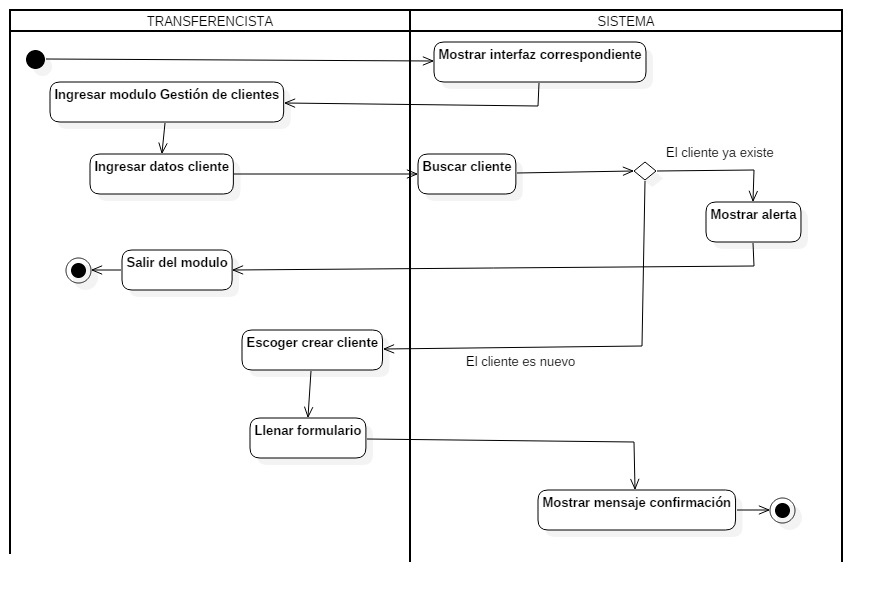 TRANSFERENCISTA
SISTEMA
Mostrar interfaz correspondiente
Ingresar modulo Gestión de clientes
El cliente ya existe
Ingresar datos cliente
Buscar cliente
Mostrar alerta
Salir del modulo
Escoger crear cliente
El cliente es nuevo
Llenar formulario
Mostrar mensaje confirmación